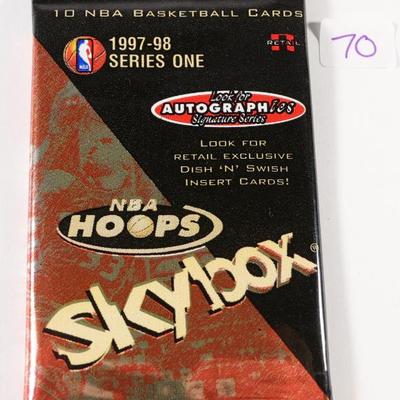 10 NBA BASKETBALL CARDS
70
NBA
1997-98
SERIES ONE
R
RETAIL
Look for
AUTOGRAPHics
Signature Series
LOOK FOR
RETAIL EXCLUSIVE
DISH 'N' SWISH
INSERT CARDS!
NBA
HOOPS
SkyBox®